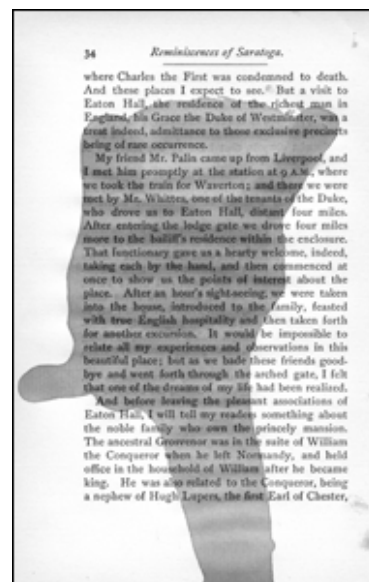 34 Reminiscences of Saratoga.
where Charles the First was condemned to death.
And these places I expect to see." But a visit to
Eaton Hall, the residence of the richest man in
England, his Grace the Duke of Westminster, was a
treat indeed, admittance to those exclusive precincts
being of rare occurrence.
My friend Mr. Palin came up from Liverpool, and
I met him promptly at the station at 9 A.M., where
we took the train for Waverton; and there we were
met by Mr. Whitter, one of the tenants of the Duke,
who drove us to Eaton Hall, distant four miles.
After entering the lodge gate we drove four miles
more to the bailiff's residence within the enclosure.
That functionary gave us a hearty welcome, indeed,
taking each by the hand, and then commenced at
once to show us the points of interest about the
place. After an hour's sight-seeing, we were taken
into the house, introduced to the family, feasted
with true English hospitality and then taken forth
for another excursion. It would be impossible to
relate all my experiences and observations in this
beautiful place; but as we bade these friends good-
bye and went forth through the arched gate, I felt
that one of the dreams of my life had been realized.
And before leaving the pleasant associations of
Eaton Hall, I will tell my readers something about
the noble family who own the princely mansion.
The ancestral Grosvenor was in the suite of William
the Conqueror when he left Normandy, and held
office in the household of William after he became
king. He was also related to the Conqueror, being
a nephew of Hugh Lupers, the first Earl of Chester,